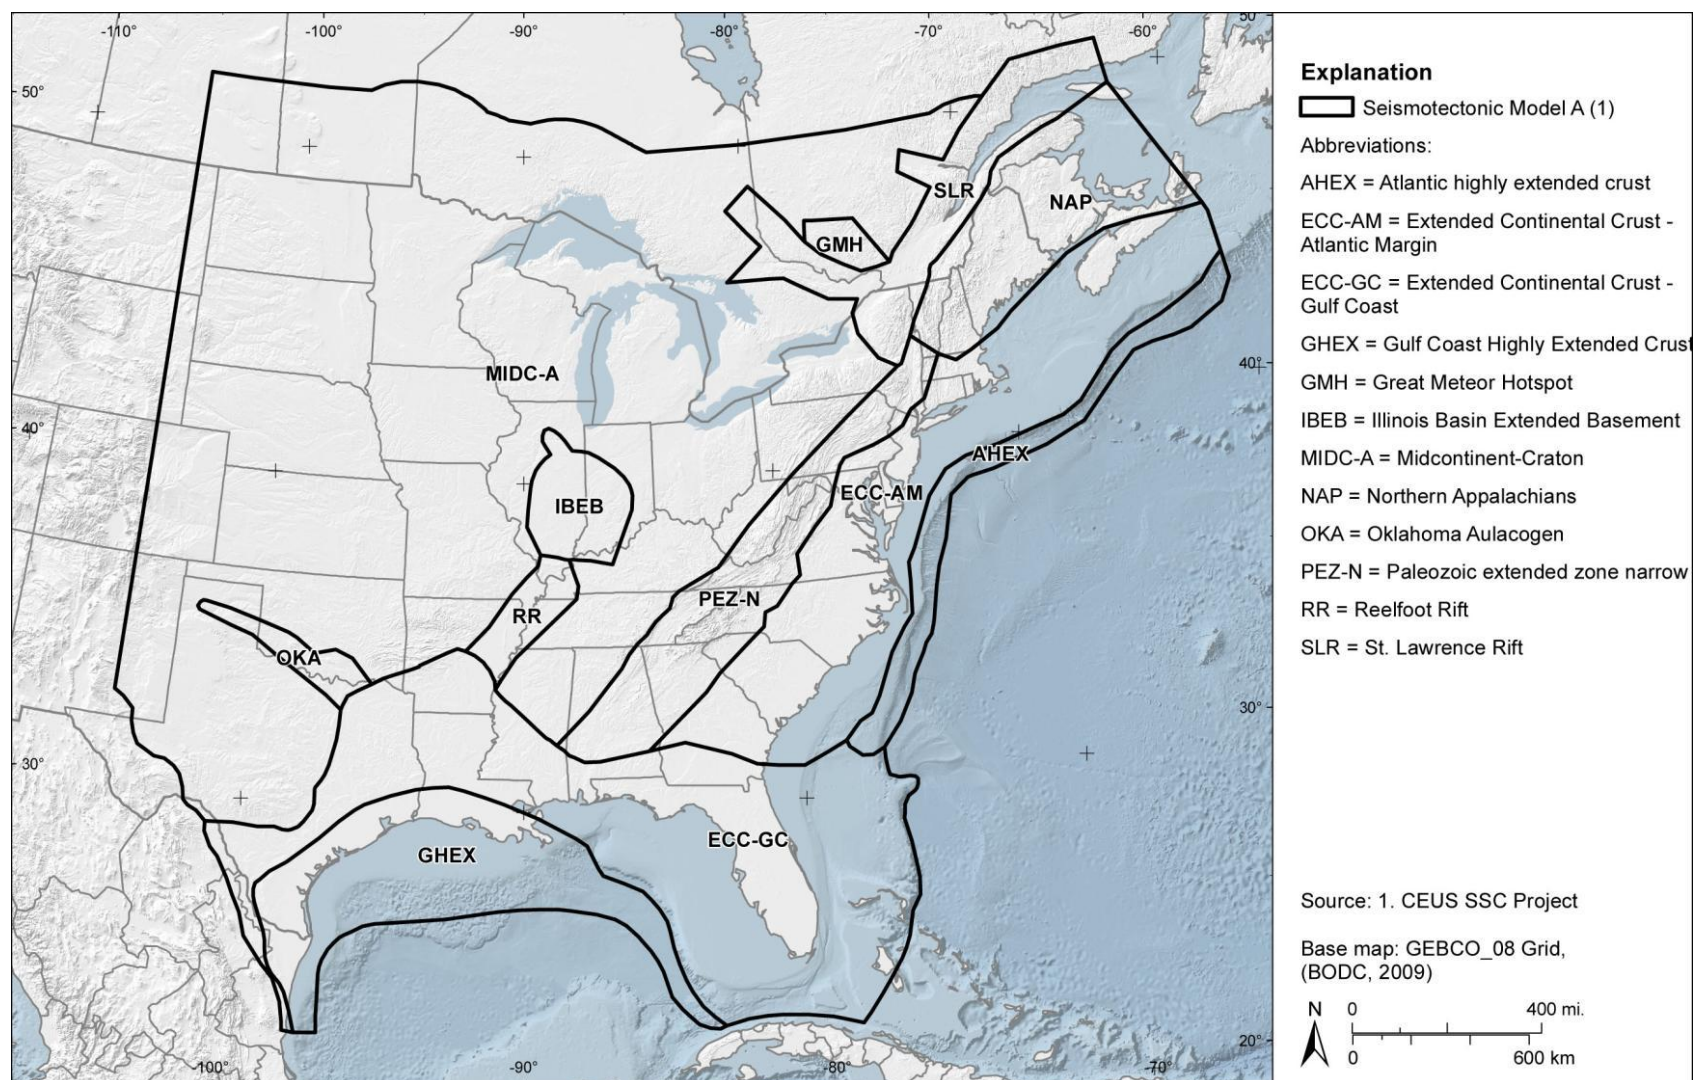 -110°
-100°
-90°
-80°
-70°
-60°
50°
50°
SLR
NAP
GMH
40°
MIDC-A
40°
AHEX
ECC-AM
IBEB
PEZ-N
RR
OKA
30°
30°
ECC-GC
GHEX
20°
-100°
-90°
-80°
-70°
Explanation
Seismotectonic Model A (1)
Abbreviations:
AHEX = Atlantic highly extended crust
ECC-AM = Extended Continental Crust -
Atlantic Margin
ECC-GC = Extended Continental Crust -
Gulf Coast
GHEX = Gulf Coast Highly Extended Crust
GMH = Great Meteor Hotspot
IBEB = Illinois Basin Extended Basement
MIDC-A = Midcontinent-Craton
NAP = Northern Appalachians
OKA = Oklahoma Aulacogen
PEZ-N = Paleozoic extended zone narrow
RR = Reelfoot Rift
SLR = St. Lawrence Rift
Source: 1. CEUS SSC Project
Base map: GEBCO_08 Grid,
(BODC, 2009)
N
0 400 mi.
0 600 km